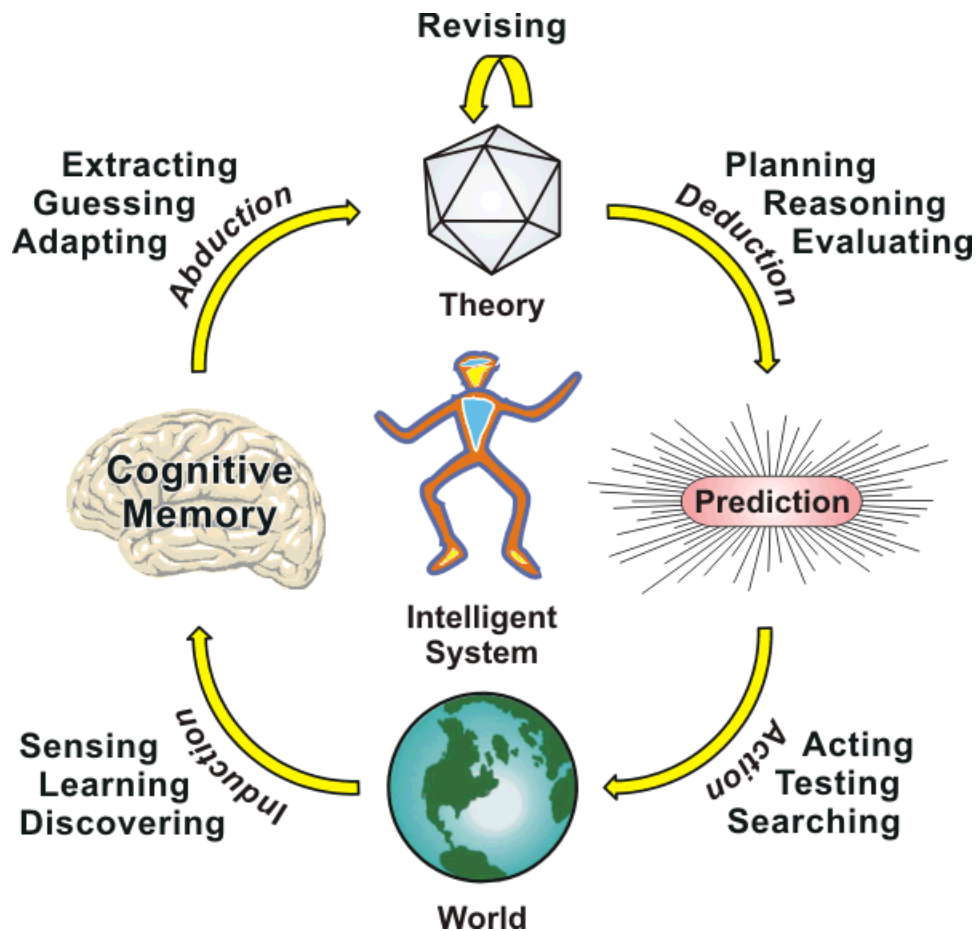 Revising
Extracting
Guessing
Adapting
Abduction
Planning
Reasoning
Evaluating
Deduction
Theory
Cognitive
Memory
Prediction
Intelligent
System
Sensing
Learning
Discovering
Induction
Action
Acting
Testing
Searching
World